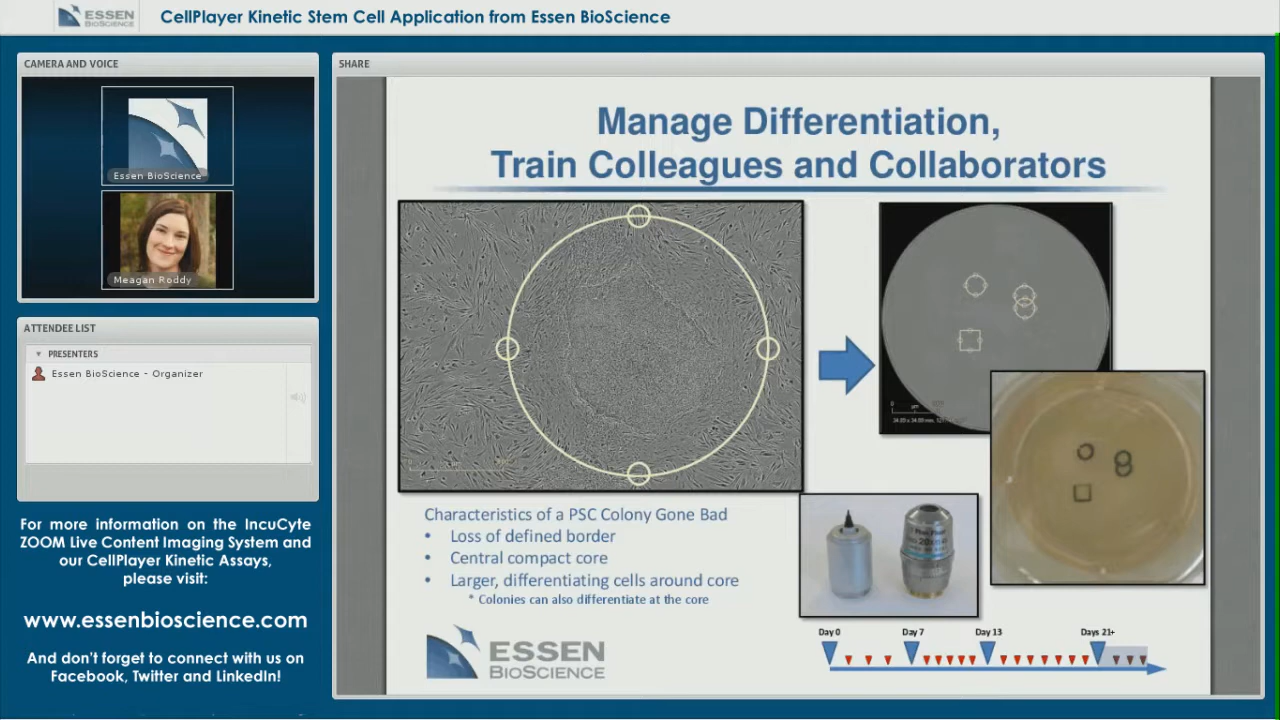 ESSEN
BIOSCIENCE
CellPlayer Kinetic Stem Cell Application from Essen BioScience
CAMERA AND VOICE
Essen BioScience
Meagan Roddy
ATTENDEE LIST
PRESENTERS
Essen BioScience - Organizer
For more information on the IncuCyte
ZOOM Live Content Imaging System and
our CellPlayer Kinetic Assays,
please visit:
www.essenbioscience.com
And don't forget to connect with us on
Facebook, Twitter and LinkedIn!
SHARE
Manage Differentiation,
Train Colleagues and Collaborators
Characteristics of a PSC Colony Gone Bad
• Loss of defined border
• Central compact core
• Larger, differentiating cells around core
* Colonies can also differentiate at the core
ESSEN
BIOSCIENCE
Day 0 Day 7 Day 13 Days 21+